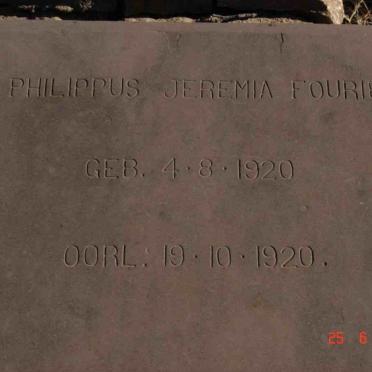 PHILIPPUS JEREMIA FOURIE
GEB. 4·8·1920
OORL. 19·10·1920.
25 6